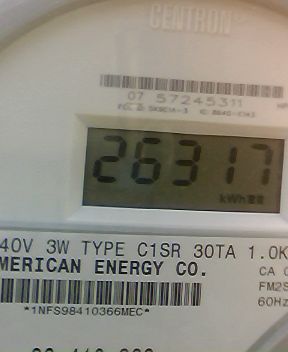 CENTRON®
07 57245311
26317
kWh
40V 3W TYPE C1SR 30TA 1.0K
MERICAN ENERGY CO.
CA 0
FM2S
60Hz
*1NFS98410366MEC*